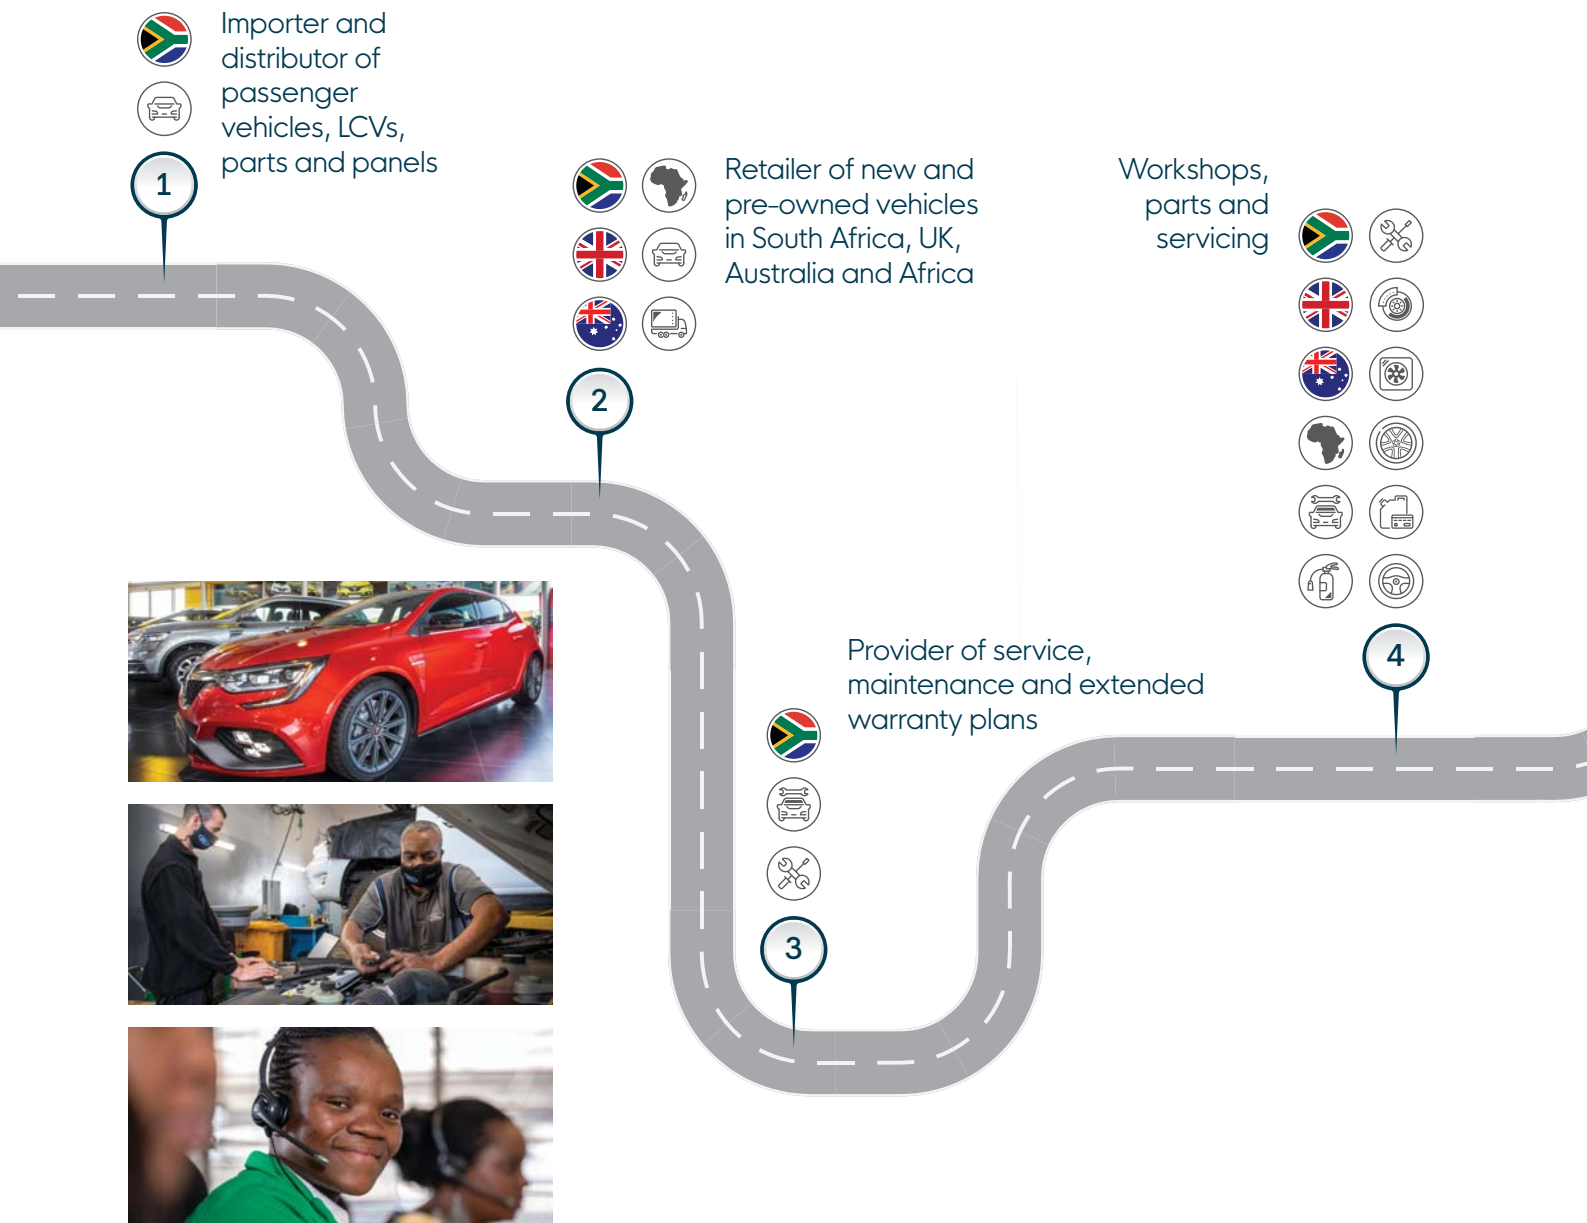 Importer and
distributor of
passenger
vehicles, LCVs,
parts and panels
1
Retailer of new and
pre-owned vehicles
in South Africa, UK,
Australia and Africa
2
Provider of service,
maintenance and extended
warranty plans
3
Workshops,
parts and
servicing
4